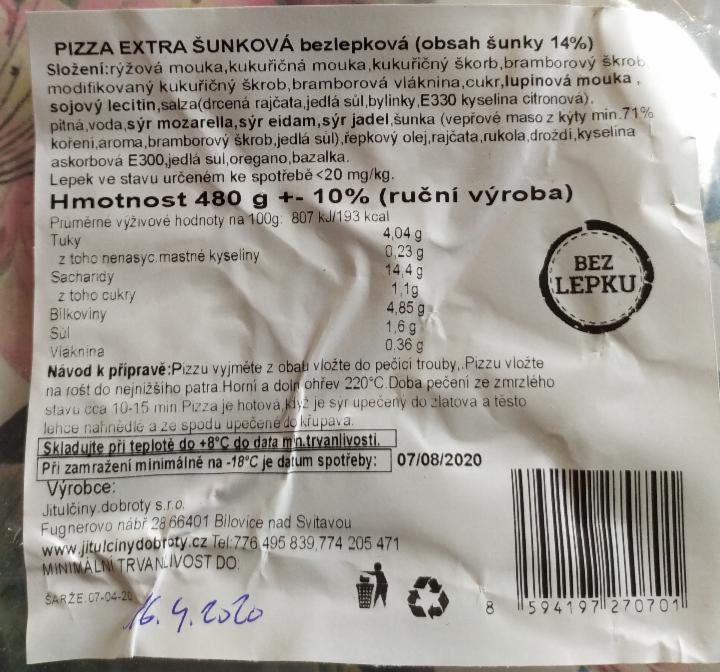 PIZZA EXTRA ŠUNKOVÁ bezlepková (obsah šunky 14%)
Složení:rýžová mouka,kukuřičná mouka,kukuřičný škorb,bramborový škrob,
modifikovaný kukuřičný škrob,bramborová vláknina,cukr,lupinová mouka,
sojový lecitin,salza(drcená rajčata,jedlá sůl,bylinky,E330 kyselina citronová),
pitná,voda,sýr mozarella,sýr eidam,sýr jadel,šunka (vepřové maso z kýty min.71%
koření,aroma,bramborový škrob,jedlá sůl),řepkový olej,rajčata,rukola,droždí,kyselina
askorbová E300,jedlá sůl,oregano,bazalka.
Lepek ve stavu určeném ke spotřebě <20 mg/kg.
Hmotnost 480 g +- 10% (ruční výroba)
Průměrné výživové hodnoty na 100g: 807 kJ/193 kcal
Tuky 4,04 g
z toho nenasyc.mastné kyseliny 0,23 g
Sacharidy 14,4 g
z toho cukry 1,1g
Bílkoviny 4,85 g
Sůl 1,6 g
Vláknina 0,36 g
BEZ
LEPKU
Návod k přípravě:Pizzu vyjměte z obalu vložte do pečící trouby,.Pizzu vložte
na rošt do nejnižšího patra.Horní a dolní ohřev 220°C.Doba pečení ze zmrzlého
stavu cca 10-15 min.Pizza je hotová,když je sýr upečený do zlatova a těsto
lehce nahnědlé a ze spodu upečené do křupava.
Skladujte při teplotě do +8°C do data min.trvanlivosti.
Při zamražení minimálně na -18°C je datum spotřeby: 07/08/2020
Výrobce:
Jitulčiny dobroty s.r.o.
Fugnerovo nábř.28 66401 Bílovice nad Svitavou
www.jitulcinydobroty.cz Tel:776 495 839,774 205 471
MINIMÁLNÍ TRVANLIVOST DO:
ŠARŽE:07-04-20
16.4.2020
8 594197 270701